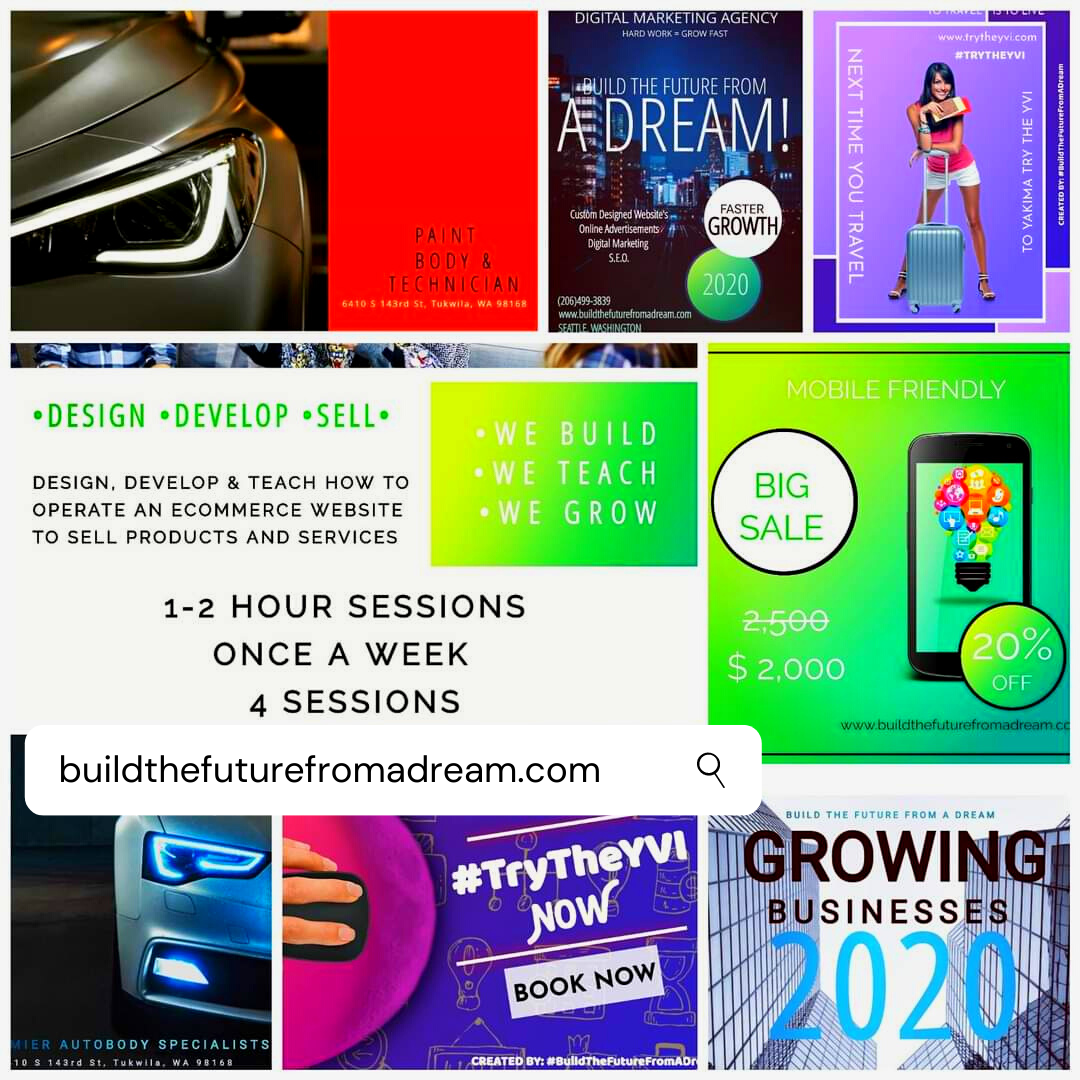 PAINT
BODY &
TECHNICIAN
6410 S 143rd St, Tukwila, WA 98168
DIGITAL MARKETING AGENCY
HARD WORK = GROW FAST
BUILD THE FUTURE FROM
A DREAM!
Custom Designed Website's
Online Advertisements
Digital Marketing
S.E.O.
FASTER
GROWTH
2020
(206)499-3839
www.buildthefuturefromadream.com
SEATTLE, WASHINGTON
TO TRAVEL IS TO LIVE
www.trytheyvi.com
#TRYTHEYVI
NEXT TIME YOU TRAVEL
TO YAKIMA TRY THE YVI
CREATED BY: #BuildTheFutureFromADream
•DESIGN •DEVELOP •SELL•
DESIGN, DEVELOP & TEACH HOW TO
OPERATE AN ECOMMERCE WEBSITE
TO SELL PRODUCTS AND SERVICES
•WE BUILD
•WE TEACH
•WE GROW
1-2 HOUR SESSIONS
ONCE A WEEK
4 SESSIONS
MOBILE FRIENDLY
BIG
SALE
2,500
$ 2,000
20%
OFF
www.buildthefuturefromadream.co
buildthefuturefromadream.com
MIER AUTOBODY SPECIALISTS
10 S 143rd St, Tukwila, WA 98168
#TryTheYVI
NOW
BOOK NOW
CREATED BY: #BuildTheFutureFromADr
BUILD THE FUTURE FROM A DREAM
GROWING
BUSINESSES
2020